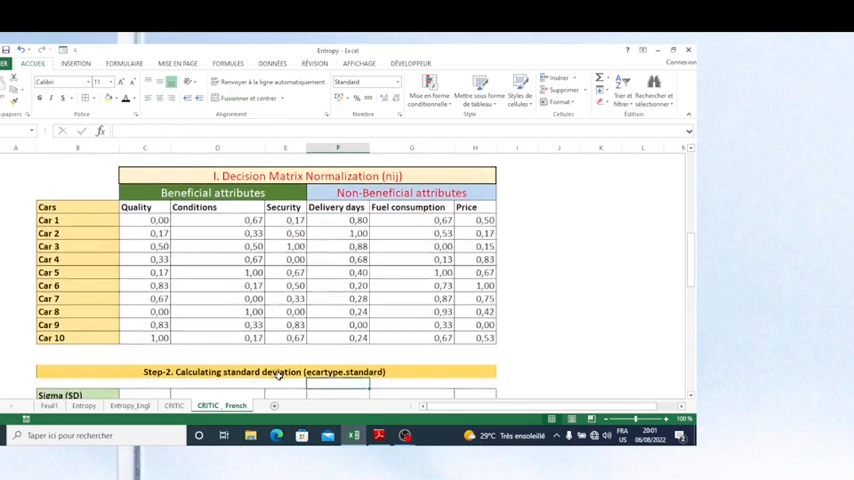 Entropy - Excel
ACCUEIL INSERTION FORMULAIRE MISE EN PAGE FORMULES DONNÉES RÉVISION AFFICHAGE DÉVELOPPEUR
Connexion
Calibri 11 Renvoyer à la ligne automatiquement Standard Insérer
Fusionner et centrer Supprimer
G Format
Mise en forme conditionnelle Mettre sous forme de tableau Styles de cellules Trier et filtrer Rechercher et sélectionner
Police Alignement Nombre Style Cellules Édition
A B C D E F G H I J K L M
I. Decision Matrix Normalization (nij)
Beneficial attributes Non-Beneficial attributes
Cars Quality Conditions Security Delivery days Fuel consumption Price
Car 1 0,00 0,67 0,17 0,80 0,67 0,50
Car 2 0,17 0,33 0,50 1,00 0,53 0,17
Car 3 0,50 0,50 1,00 0,88 0,00 0,15
Car 4 0,33 0,67 0,00 0,68 0,13 0,83
Car 5 0,17 1,00 0,67 0,40 1,00 0,67
Car 6 0,83 0,17 0,50 0,20 0,73 1,00
Car 7 0,67 0,00 0,33 0,28 0,87 0,75
Car 8 0,00 1,00 0,00 0,24 0,93 0,42
Car 9 0,83 0,33 0,83 0,00 0,33 0,00
Car 10 1,00 0,17 0,67 0,24 0,67 0,53
Step-2. Calculating standard deviation (ecartype.standard)
Sigma (SD)
Feuil1 Entropy Entropy_Engl CRITIC CRITIC _ French
100 %
Taper ici pour rechercher
29°C Très ensoleillé
FRA
US
20:01
06/08/2022